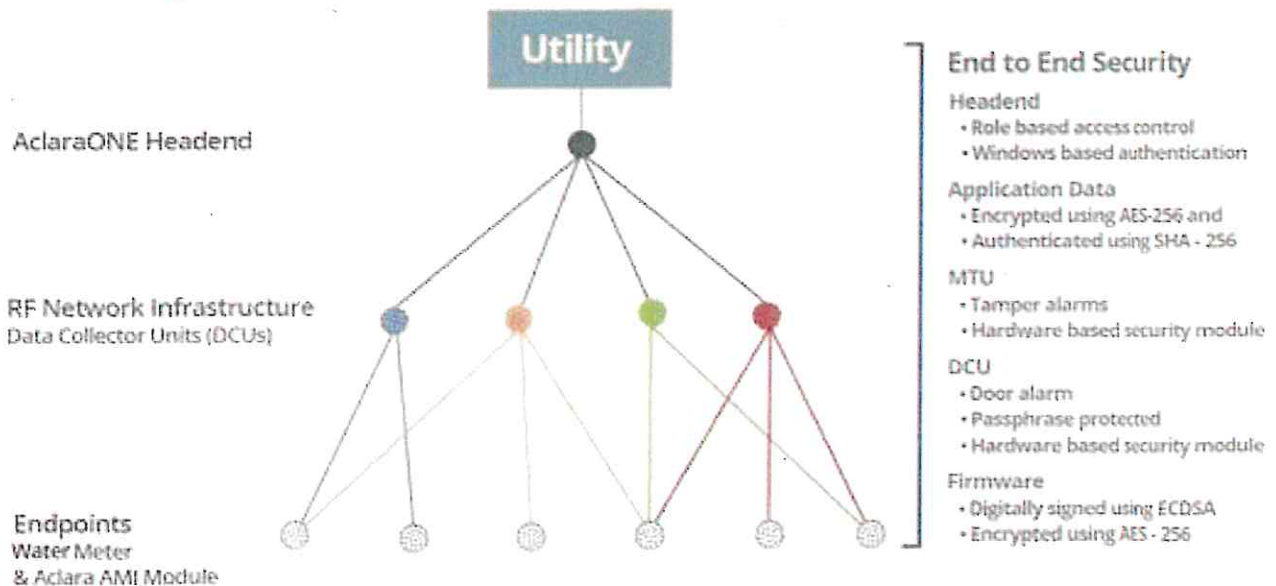 Utility
AclaraONE Headend
RF Network Infrastructure
Data Collector Units (DCUs)
Endpoints
Water Meter
& Aclara AMI Module
End to End Security
Headend
• Role based access control
• Windows based authentication
Application Data
• Encrypted using AES-256 and
• Authenticated using SHA - 256
MTU
• Tamper alarms
• Hardware based security module
DCU
• Door alarm
• Passphrase protected
• Hardware based security module
Firmware
• Digitally signed using ECDSA
• Encrypted using AES - 256